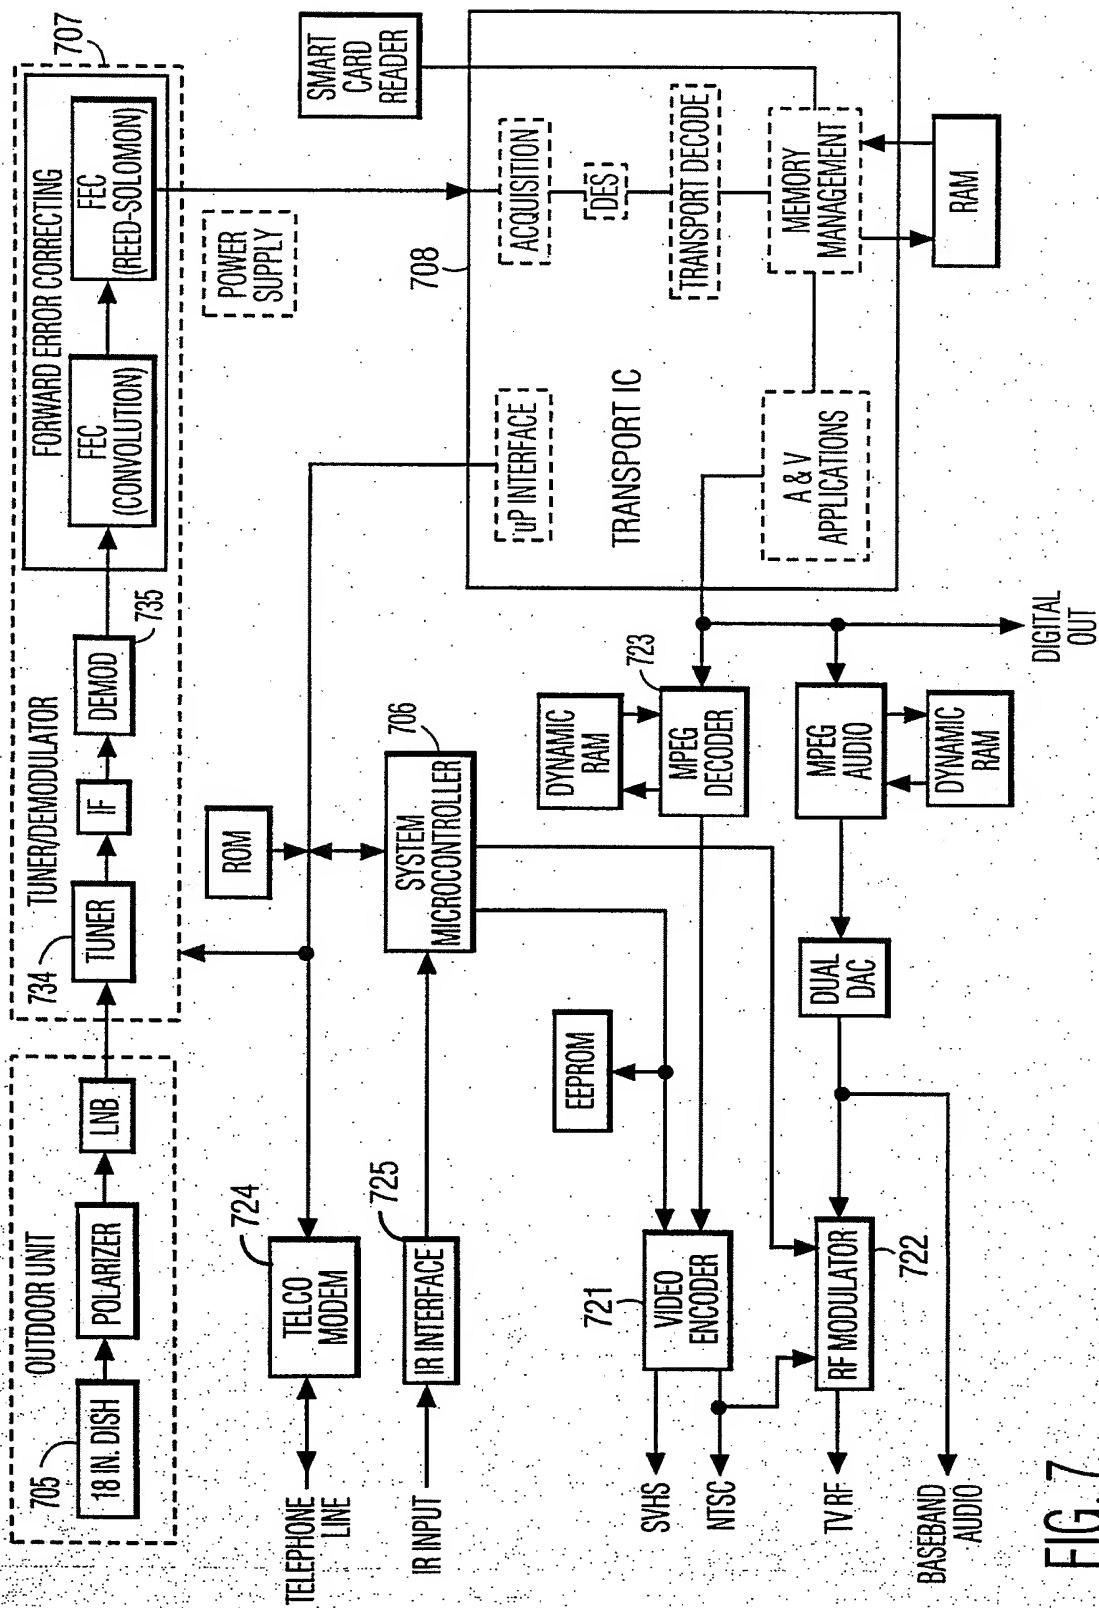 OUTDOOR UNIT
705
18 IN. DISH
POLARIZER
LNB
TUNER/DEMODULATOR
734
TUNER
IF
DEMOD
735
707
FORWARD ERROR CORRECTING
FEC
(CONVOLUTION)
FEC
(REED-SOLOMON)
POWER
SUPPLY
ROM
SMART
CARD
READER
TELEPHONE
LINE
724
TELCO
MODEM
IR INPUT
725
IR INTERFACE
706
SYSTEM
MICROCONTROLLER
708
uP INTERFACE
ACQUISITION
DES
TRANSPORT DECODE
TRANSPORT IC
A & V
APPLICATIONS
MEMORY
MANAGEMENT
RAM
EEPROM
DYNAMIC
RAM
723
MPEG
DECODER
SVHS
NTSC
721
VIDEO
ENCODER
TV RF
RF MODULATOR
722
DUAL
DAC
MPEG
AUDIO
DYNAMIC
RAM
DIGITAL
OUT
BASEBAND
AUDIO
FIG. 7